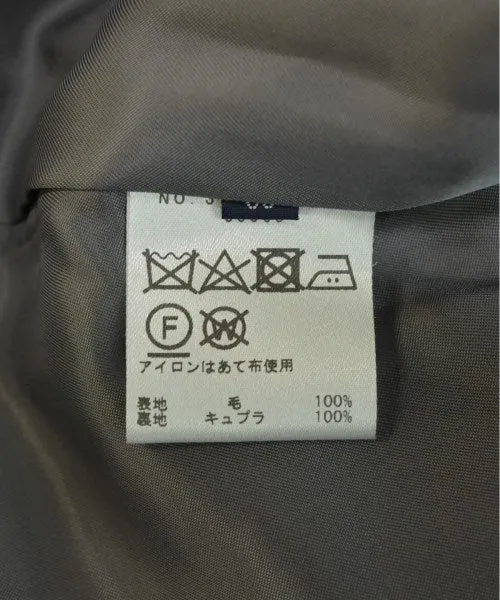 NO. 3
F
W
アイロンはあて布使用
表地 毛 100%
裏地 キュプラ 100%